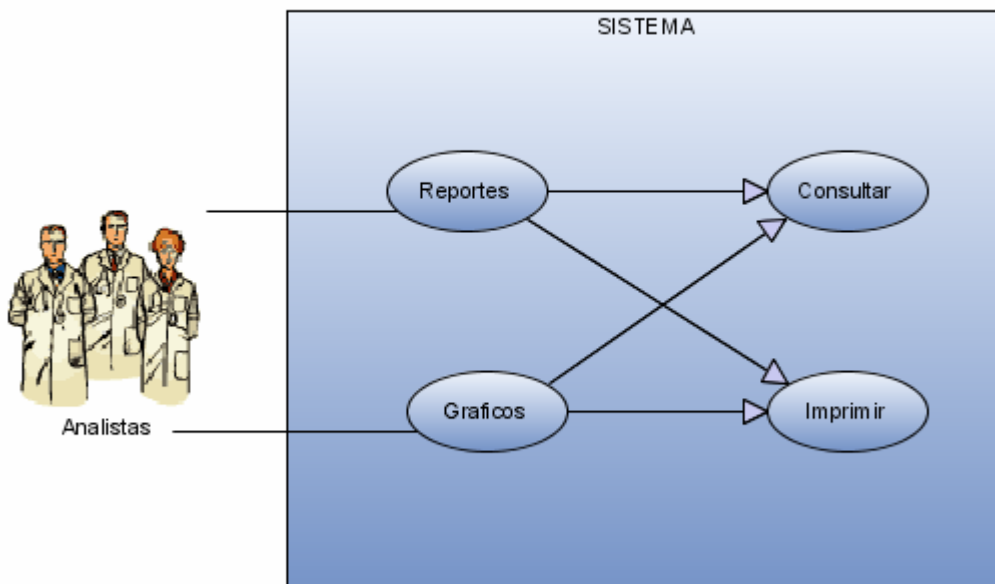 SISTEMA
Reportes
Consultar
Graficos
Imprimir
Analistas